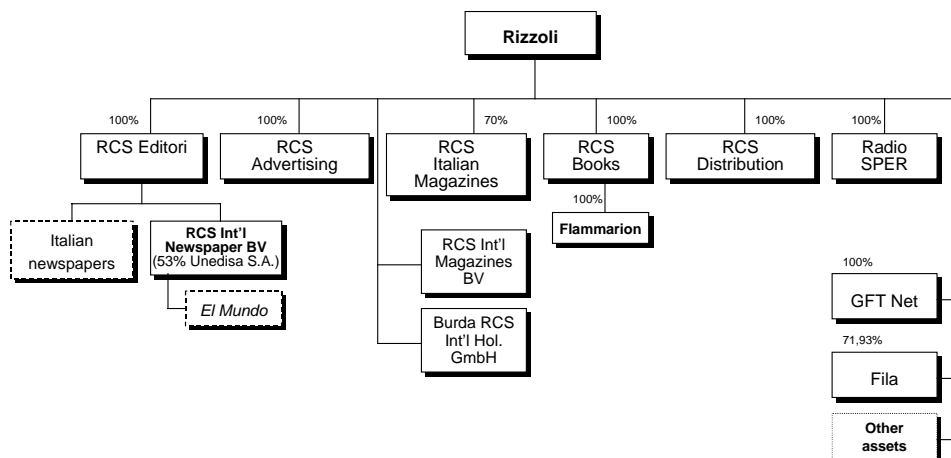 Rizzoli
100%
100%
70%
100%
100%
100%
RCS Editori
RCS
Advertising
RCS
Italian
Magazines
RCS
Books
RCS
Distribution
Radio
SPER
100%
Flammarion
Italian
newspapers
RCS Int'l
Newspaper BV
(53% Unedisa S.A.)
El Mundo
RCS Int'l
Magazines
BV
Burda RCS
Int'l Hol.
GmbH
100%
GFT Net
71,93%
Fila
Other
assets